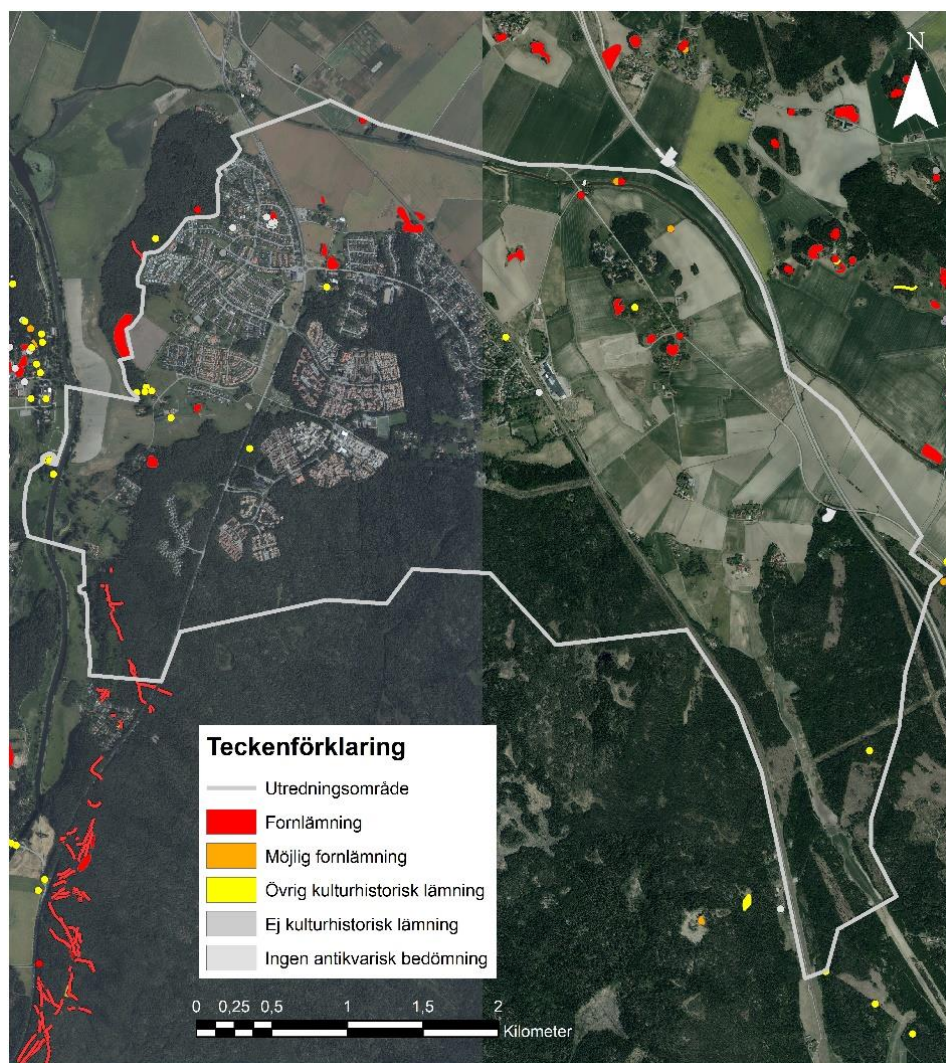 N
Teckenförklaring
Utredningsområde
Fornlämning
Möjlig fornlämning
Övrig kulturhistorisk lämning
Ej kulturhistorisk lämning
Ingen antikvarisk bedömning
0 0,25 0,5 1 1,5 2
Kilometer